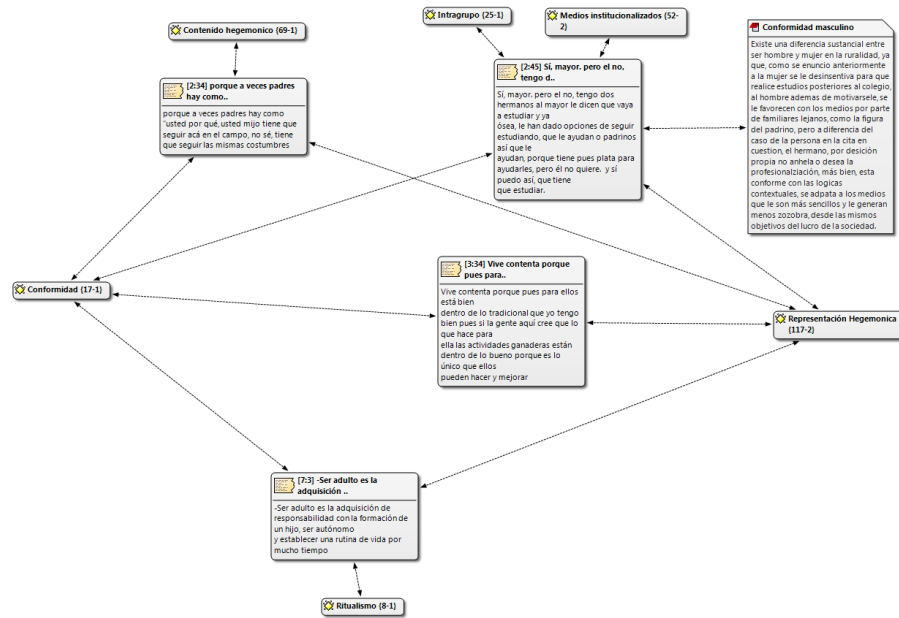 Contenido hegemonico {69-1}
Intragrupo {25-1}
Medios institucionalizados {52-
2}
Conformidad masculino
Existe una diferencia sustancial entre
ser hombre y mujer en la ruralidad, ya
que, como se enuncio anteriormente
a la mujer se le desinsentiva para que
realice estudios posteriores al colegio,
al hombre ademas de motivarsele, se
le favorecen con los medios por parte
de familiares lejanos, como la figura
del padrino, pero a diferencia del
caso de la persona en la cita en
cuestion, el hermano, por desición
propia no anhela o desea la
profesionalziación, más bien, esta
conforme con las logicas
contextuales, se adpata a los medios
que le son más sencillos y le generan
menos zozobra, desde las mismos
objetivos del lucro de la sociedad.
[2:34] porque a veces padres
hay como..
porque a veces padres hay como
"usted por qué, usted mijo tiene que
seguir acá en el campo, no sé, tiene
que seguir las mismas costumbres
[2:45] Sí, mayor. pero el no,
tengo d..
Sí, mayor. pero el no, tengo dos
hermanos al mayor le dicen que vaya
a estudiar y ya
ósea, le han dado opciones de seguir
estudiando, que le ayudan o padrinos
así que le
ayudan, porque tiene pues plata para
ayudarles, pero él no quiere. y sí
puedo así, que tiene
que estudiar.
Conformidad {17-1}
[3:34] Vive contenta porque
pues para..
Vive contenta porque pues para ellos
está bien
dentro de lo tradicional que yo tengo
bien pues si la gente aquí cree que lo
que hace para
ella las actividades ganaderas están
dentro de lo bueno porque es lo
único que ellos
pueden hacer y mejorar
Representación Hegemonica
{117-2}
[7:3] -Ser adulto es la
adquisición ..
-Ser adulto es la adquisición de
responsabilidad con la formación de
un hijo, ser autónomo
y establecer una rutina de vida por
mucho tiempo
Ritualismo {8-1}